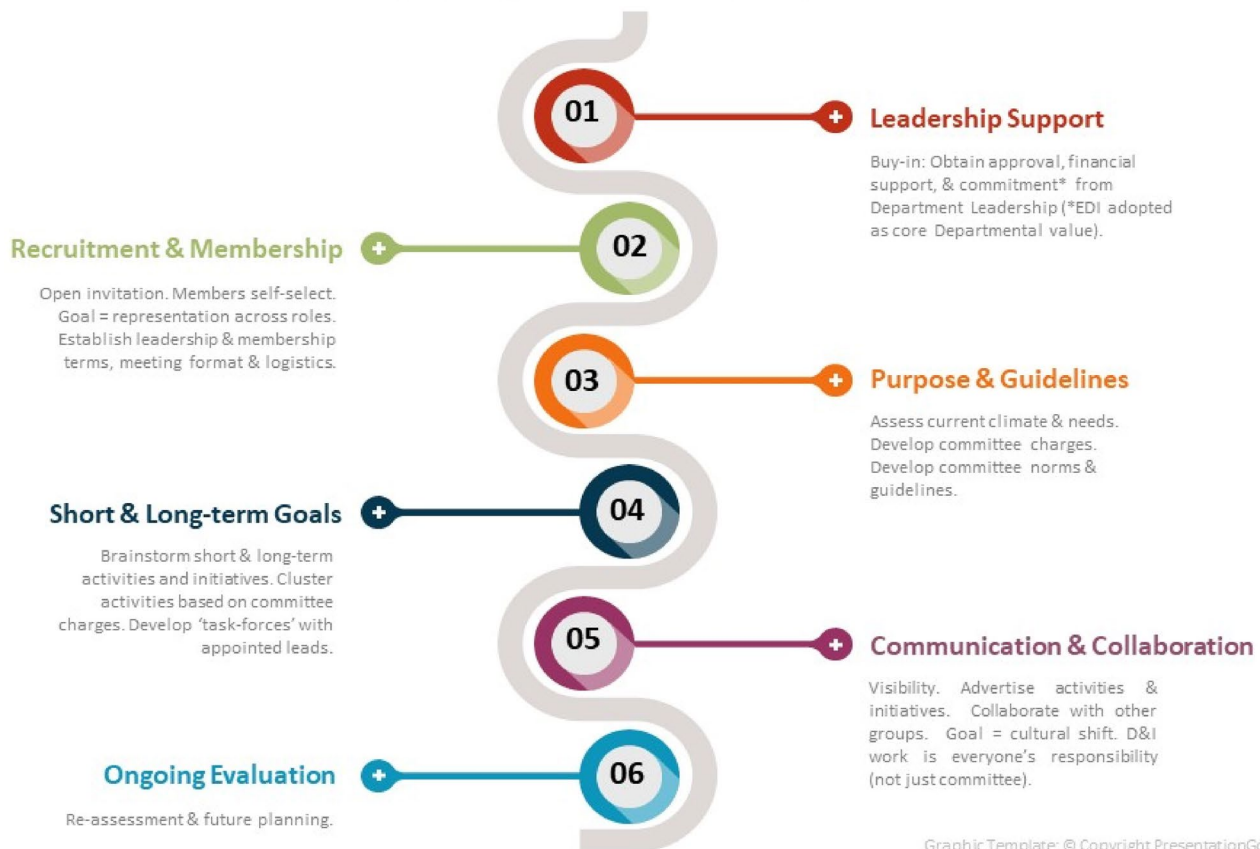 01
Leadership Support
Buy-in: Obtain approval, financial
support, & commitment* from
Department Leadership (*EDI adopted
as core Departmental value).
02
Recruitment & Membership
Open invitation. Members self-select.
Goal = representation across roles.
Establish leadership & membership
terms, meeting format & logistics.
03
Purpose & Guidelines
Assess current climate & needs.
Develop committee charges.
Develop committee norms &
guidelines.
04
Short & Long-term Goals
Brainstorm short & long-term
activities and initiatives. Cluster
activities based on committee
charges. Develop ‘task-forces’ with
appointed leads.
05
Communication & Collaboration
Visibility. Advertise activities &
initiatives. Collaborate with other
groups. Goal = cultural shift. D&I
work is everyone’s responsibility
(not just committee).
06
Ongoing Evaluation
Re-assessment & future planning.
Graphic Template: © Copyright PresentationGo